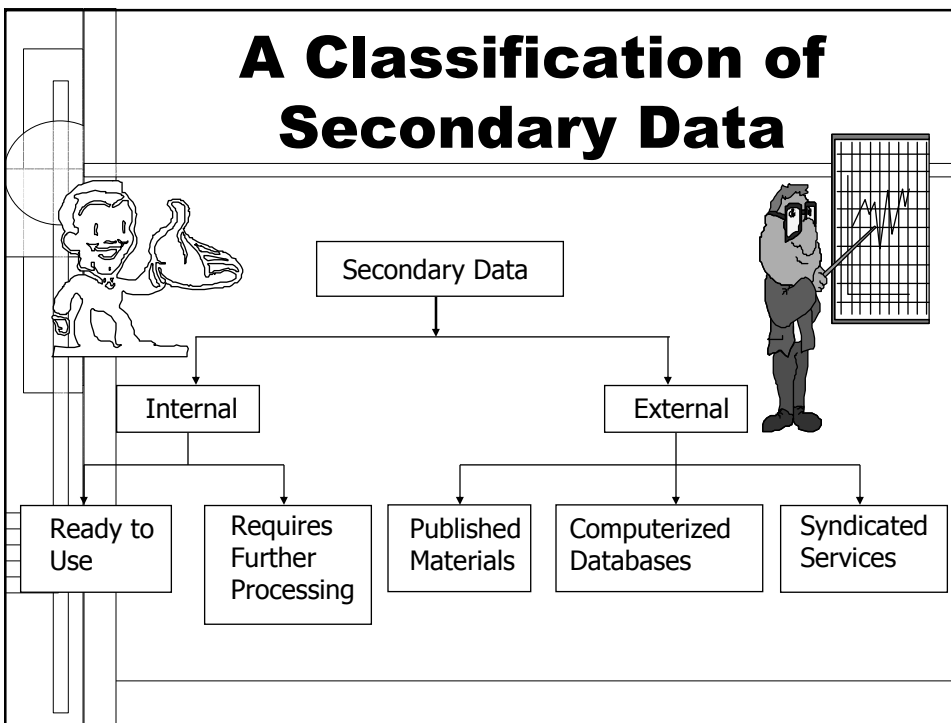 A Classification of
Secondary Data
Secondary Data
Internal
External
Ready to
Use
Requires
Further
Processing
Published
Materials
Computerized
Databases
Syndicated
Services